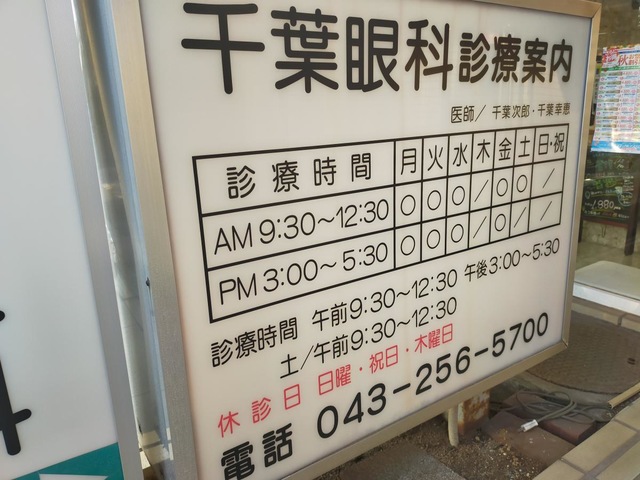 千葉眼科診療案内
医師／ 千葉次郎・千葉幸恵
診療時間 月 火 水 木 金 土 日・祝
AM 9:30～12:30 ○ ○ ○ ／ ○ ○ ／
PM 3:00～ 5:30 ○ ○ ○ ／ ○ ／ ／
診療時間 午前9:30～12:30 午後3:00～5:30
土／午前9:30～12:30
休診日 日曜・祝日・木曜日
電話 043-256-5700